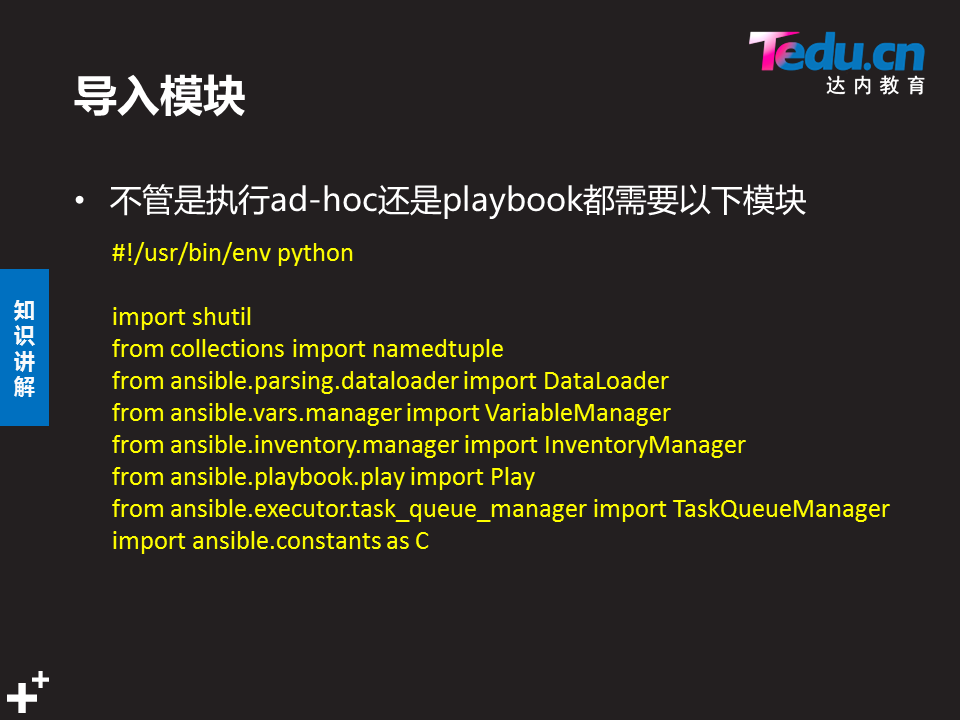 Tedu.cn
达内教育
导入模块
• 不管是执行ad-hoc还是playbook都需要以下模块
#!/usr/bin/env python
import shutil
from collections import namedtuple
from ansible.parsing.dataloader import DataLoader
from ansible.vars.manager import VariableManager
from ansible.inventory.manager import InventoryManager
from ansible.playbook.play import Play
from ansible.executor.task_queue_manager import TaskQueueManager
import ansible.constants as C
知识讲解